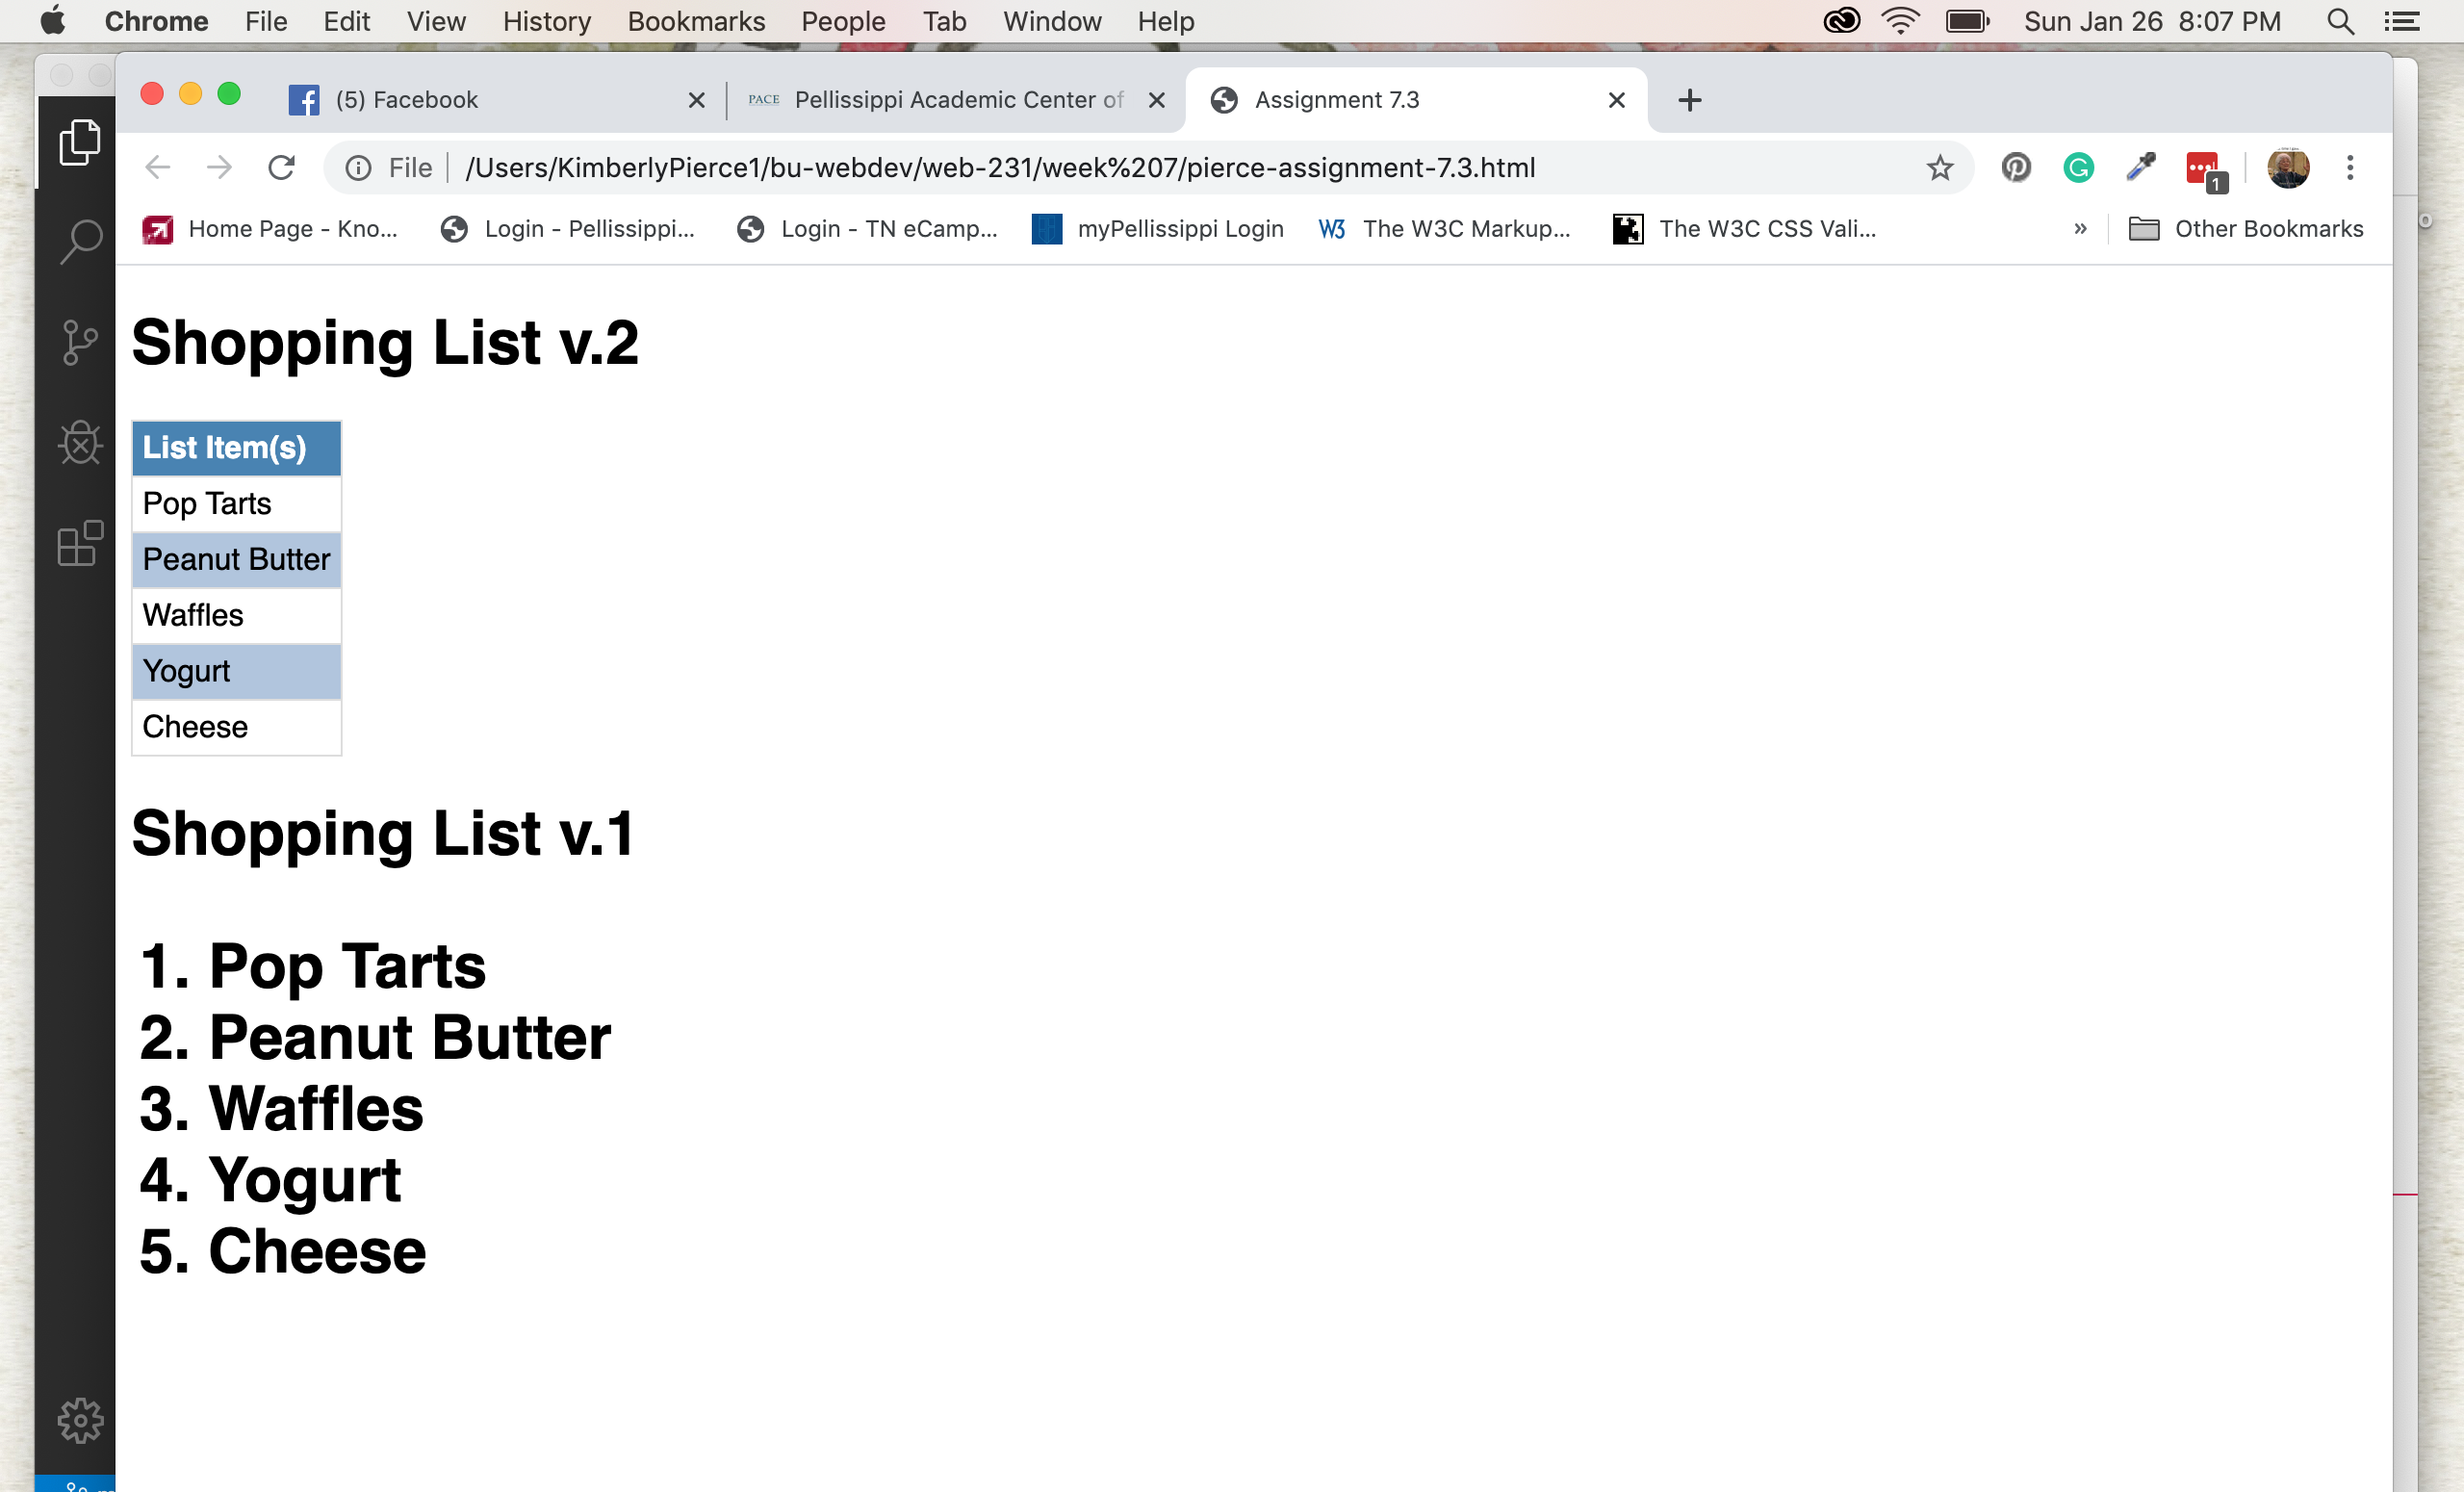 Chrome File Edit View History Bookmarks People Tab Window Help Sun Jan 26 8:07 PM
(5) Facebook PACE Pellissippi Academic Center of Assignment 7.3
File /Users/KimberlyPierce1/bu-webdev/web-231/week%207/pierce-assignment-7.3.html 1
Home Page - Kno... Login - Pellissippi... Login - TN eCamp... myPellissippi Login W3 The W3C Markup... The W3C CSS Vali... » Other Bookmarks
Shopping List v.2
List Item(s)
Pop Tarts
Peanut Butter
Waffles
Yogurt
Cheese
Shopping List v.1
1. Pop Tarts
2. Peanut Butter
3. Waffles
4. Yogurt
5. Cheese